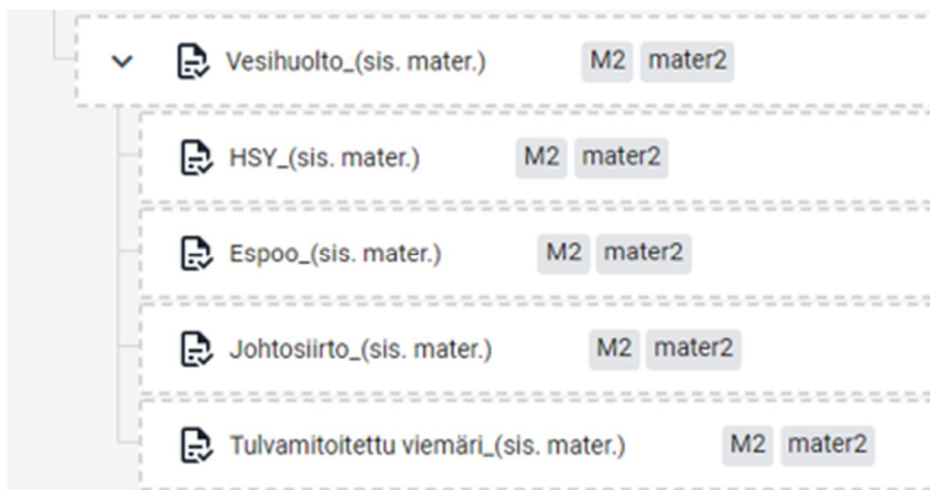 Vesihuolto_(sis. mater.) M2 mater2
HSY_(sis. mater.) M2 mater2
Espoo_(sis. mater.) M2 mater2
Johtosiirto_(sis. mater.) M2 mater2
Tulvamitoitettu viemäri_(sis. mater.) M2 mater2